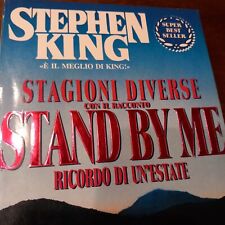 STEPHEN
KING
«È IL MEGLIO DI KING!»
SUPER
BEST
SELLER
STAGIONI DIVERSE
CON IL RACCONTO
STAND BY ME
RICORDO DI UN'ESTATE